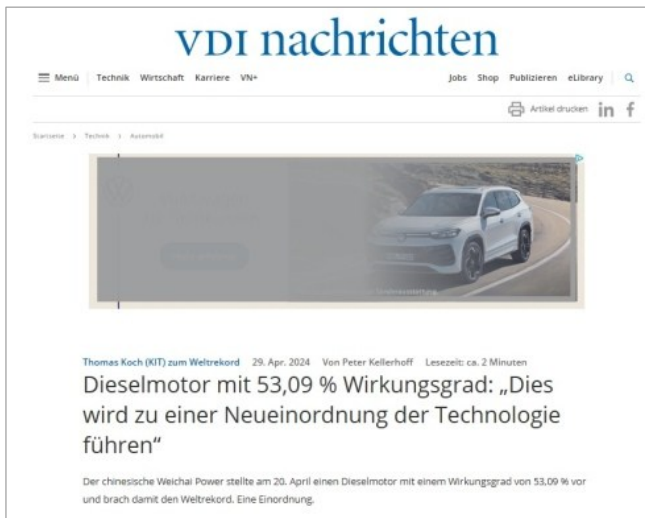 VDI nachrichten
Menü Technik Wirtschaft Karriere VN+ Jobs Shop Publizieren eLibrary
Artikel drucken in f
Startseite > Technik > Automobil
Thomas Koch (KIT) zum Weltrekord 29. Apr. 2024 Von Peter Kellerhoff Lesezeit: ca. 2 Minuten
Dieselmotor mit 53,09 % Wirkungsgrad: „Dies
wird zu einer Neueinordnung der Technologie
führen“
Der chinesische Weichai Power stellte am 20. April einen Dieselmotor mit einem Wirkungsgrad von 53,09 % vor
und brach damit den Weltrekord. Eine Einordnung.